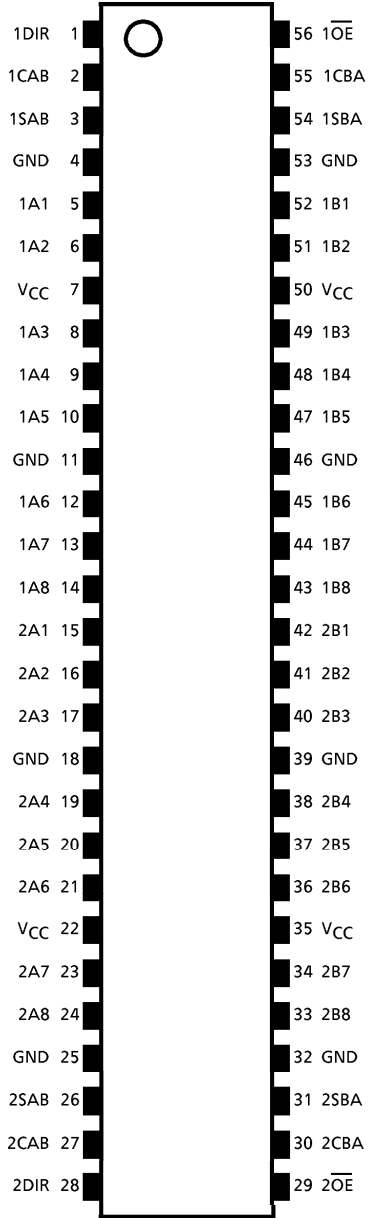 1DIR 1 56 1O̅E̅
1CAB 2 55 1CBA
1SAB 3 54 1SBA
GND 4 53 GND
1A1 5 52 1B1
1A2 6 51 1B2
VCC 7 50 VCC
1A3 8 49 1B3
1A4 9 48 1B4
1A5 10 47 1B5
GND 11 46 GND
1A6 12 45 1B6
1A7 13 44 1B7
1A8 14 43 1B8
2A1 15 42 2B1
2A2 16 41 2B2
2A3 17 40 2B3
GND 18 39 GND
2A4 19 38 2B4
2A5 20 37 2B5
2A6 21 36 2B6
VCC 22 35 VCC
2A7 23 34 2B7
2A8 24 33 2B8
GND 25 32 GND
2SAB 26 31 2SBA
2CAB 27 30 2CBA
2DIR 28 29 2O̅E̅